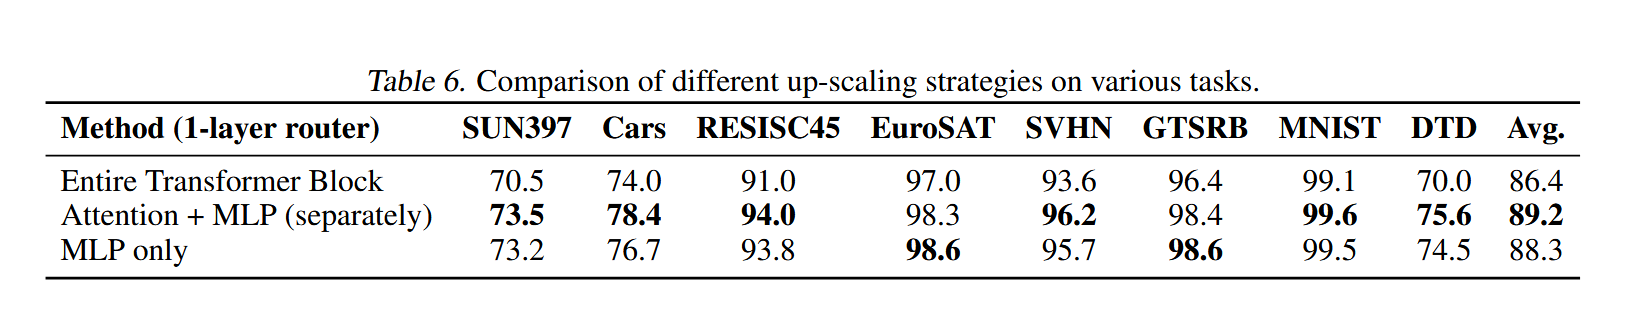 Table 6. Comparison of different up-scaling strategies on various tasks.
Method (1-layer router) SUN397 Cars RESISC45 EuroSAT SVHN GTSRB MNIST DTD Avg.
Entire Transformer Block 70.5 74.0 91.0 97.0 93.6 96.4 99.1 70.0 86.4
Attention + MLP (separately) 73.5 78.4 94.0 98.3 96.2 98.4 99.6 75.6 89.2
MLP only 73.2 76.7 93.8 98.6 95.7 98.6 99.5 74.5 88.3